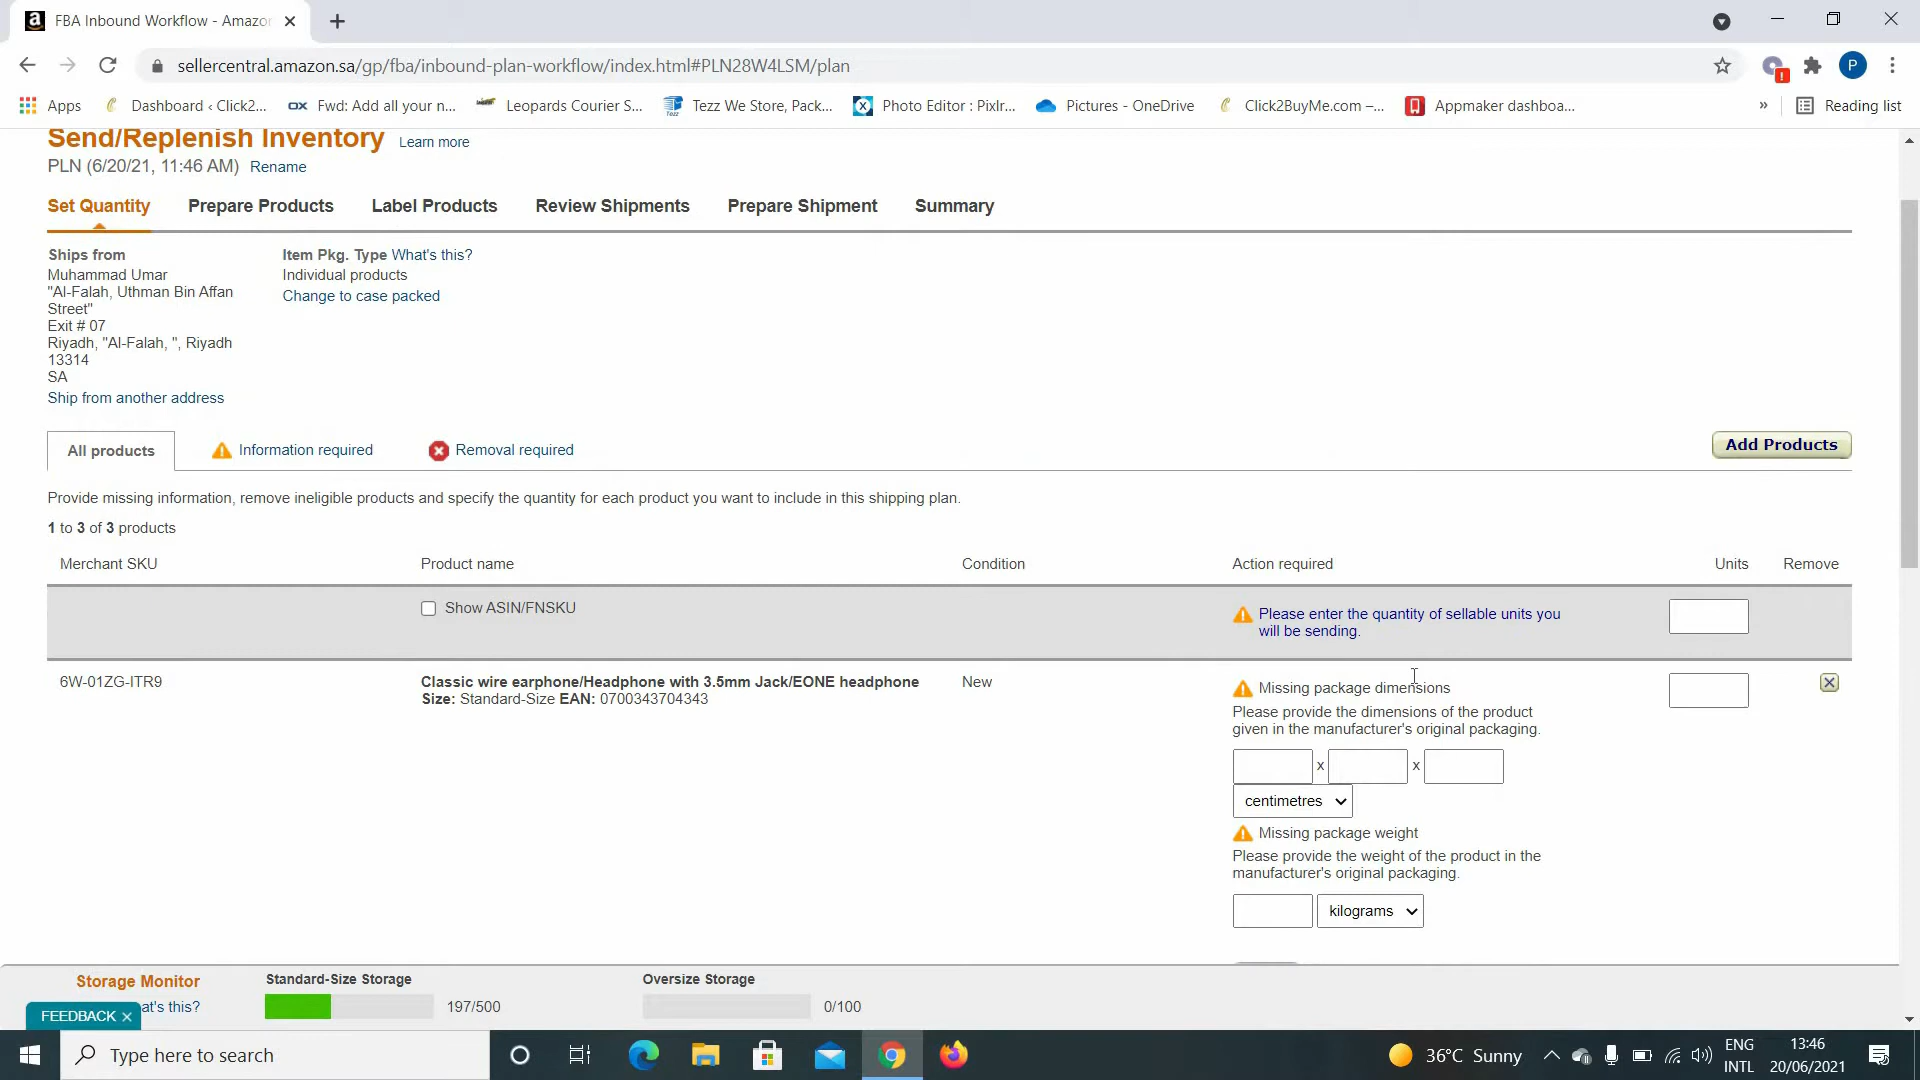 FBA Inbound Workflow - Amazo
sellercentral.amazon.sa/gp/fba/inbound-plan-workflow/index.html#PLN28W4LSM/plan
P
Apps
Dashboard ‹ Click2...
OX Fwd: Add all your n...
Leopards Courier S...
Tezz We Store, Pack...
Photo Editor : Pixlr...
Pictures - OneDrive
Click2BuyMe.com –...
Appmaker dashboa...
»
Reading list
Send/Replenish Inventory Learn more
PLN (6/20/21, 11:46 AM) Rename
Set Quantity Prepare Products Label Products Review Shipments Prepare Shipment Summary
Ships from
Muhammad Umar
"Al-Falah, Uthman Bin Affan
Street"
Exit # 07
Riyadh, "Al-Falah, ", Riyadh
13314
SA
Ship from another address
Item Pkg. Type What's this?
Individual products
Change to case packed
All products Information required Removal required
Add Products
Provide missing information, remove ineligible products and specify the quantity for each product you want to include in this shipping plan.
1 to 3 of 3 products
Merchant SKU Product name Condition Action required Units Remove
Show ASIN/FNSKU
Please enter the quantity of sellable units you
will be sending.
6W-01ZG-ITR9
Classic wire earphone/Headphone with 3.5mm Jack/EONE headphone
Size: Standard-Size EAN: 0700343704343
New
Missing package dimensions
Please provide the dimensions of the product
given in the manufacturer's original packaging.
x x
centimetres
Missing package weight
Please provide the weight of the product in the
manufacturer's original packaging.
kilograms
Storage Monitor
at's this?
Standard-Size Storage
197/500
Oversize Storage
0/100
FEEDBACK ×
Type here to search
36°C Sunny
ENG
INTL
13:46
20/06/2021